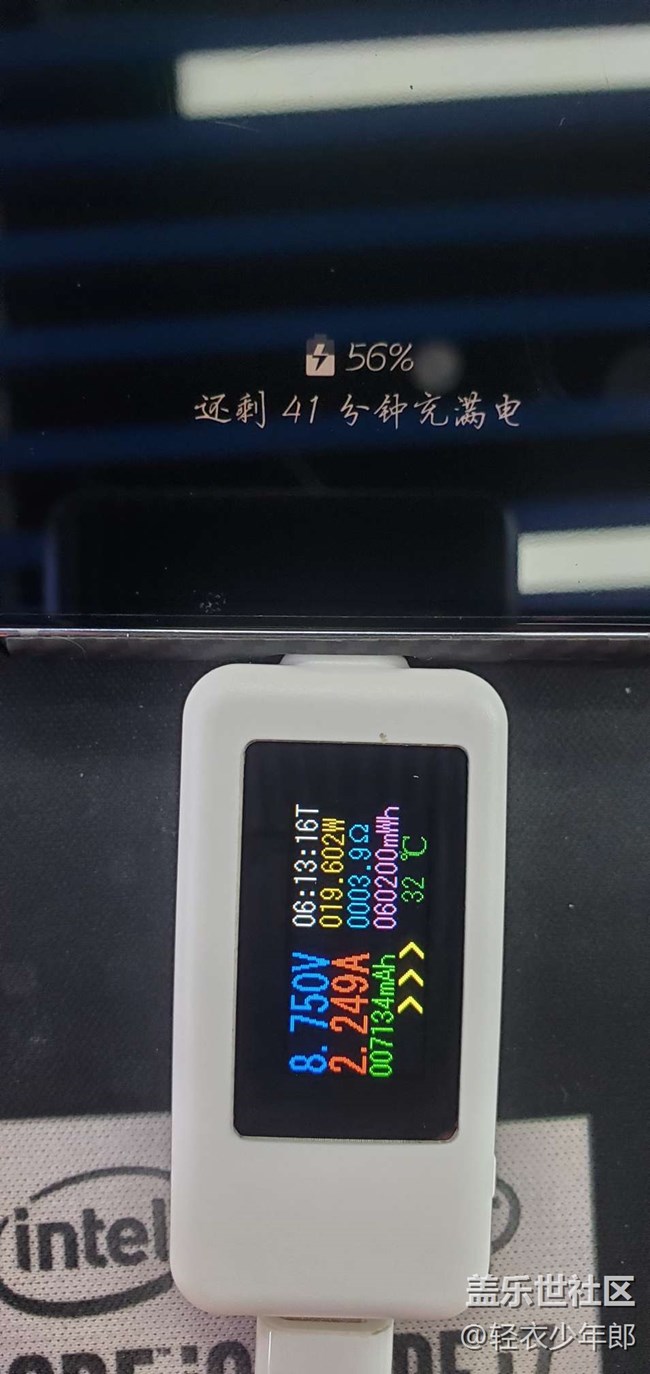 56%
还剩 41 分钟充满电
8.750V
2.249A
007134mAh
>>>
06:13:16T
019.602W
0003.9Ω
060200mWh
32 ℃
intel
盖乐世社区
@轻衣少年郎